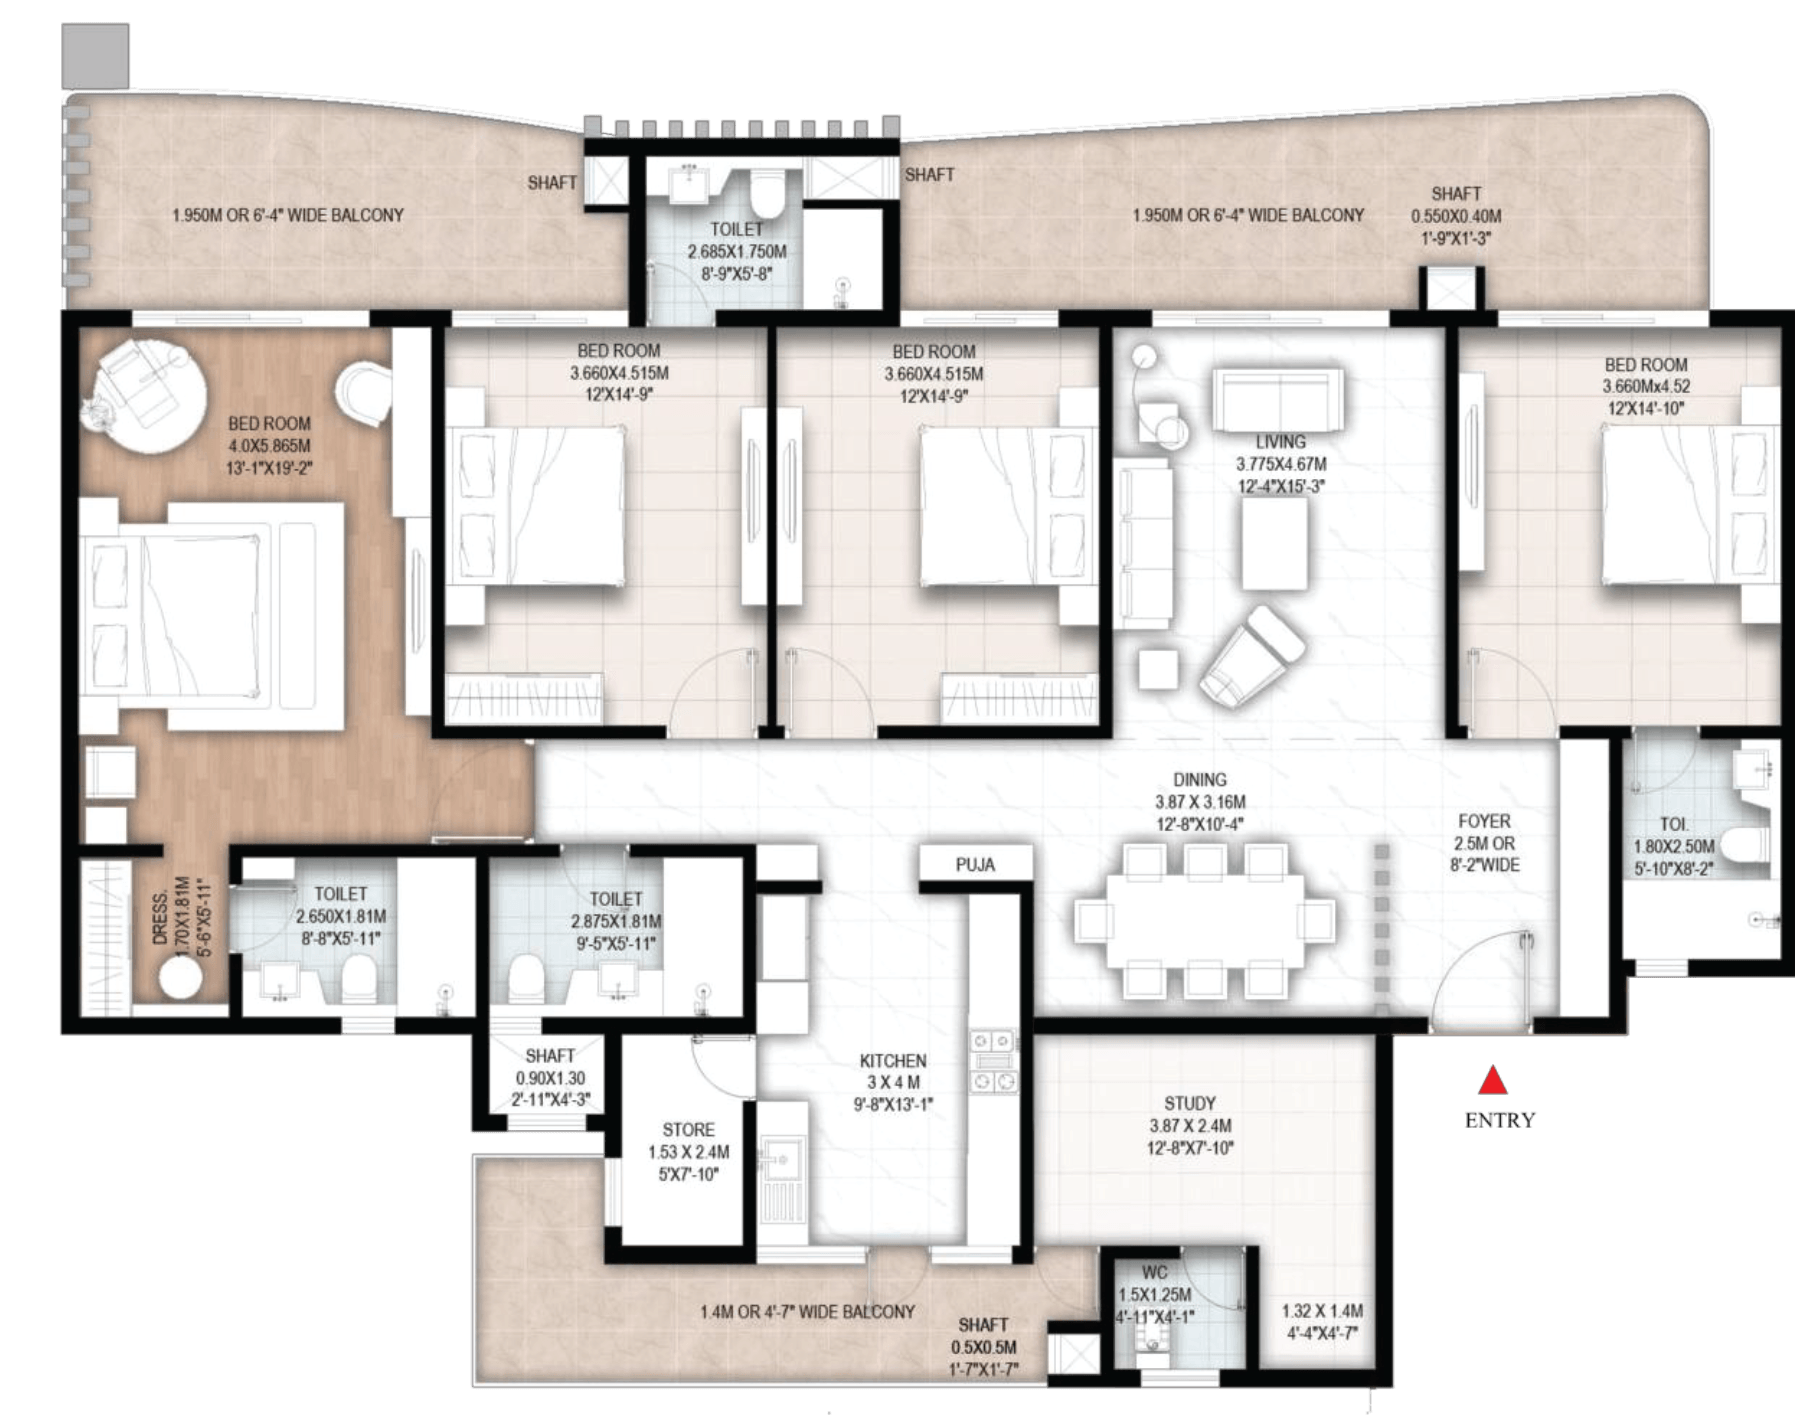 SHAFT
SHAFT
1.950M OR 6'-4" WIDE BALCONY
TOILET
2.685X1.750M
8'-9"X5'-8"
1.950M OR 6'-4" WIDE BALCONY
SHAFT
0.550X0.40M
1'-9"X1'-3"
BED ROOM
4.0X5.865M
13'-1"X19'-2"
BED ROOM
3.660X4.515M
12'X14'-9"
BED ROOM
3.660X4.515M
12'X14'-9"
LIVING
3.775X4.67M
12'-4"X15'-3"
BED ROOM
3.660Mx4.52
12'X14'-10"
DINING
3.87 X 3.16M
12'-8"X10'-4"
FOYER
2.5M OR
8'-2"WIDE
TOI.
1.80X2.50M
5'-10"X8'-2"
PUJA
DRESS.
1.70X1.81M
5'-6"X5'-11"
TOILET
2.650X1.81M
8'-8"X5'-11"
TOILET
2.875X1.81M
9'-5"X5'-11"
SHAFT
0.90X1.30
2'-11"X4'-3"
STORE
1.53 X 2.4M
5'X7'-10"
KITCHEN
3 X 4 M
9'-8"X13'-1"
STUDY
3.87 X 2.4M
12'-8"X7'-10"
ENTRY
1.4M OR 4'-7" WIDE BALCONY
SHAFT
0.5X0.5M
1'-7"X1'-7"
WC
1.5X1.25M
4'-11"X4'-1"
1.32 X 1.4M
4'-4"X4'-7"